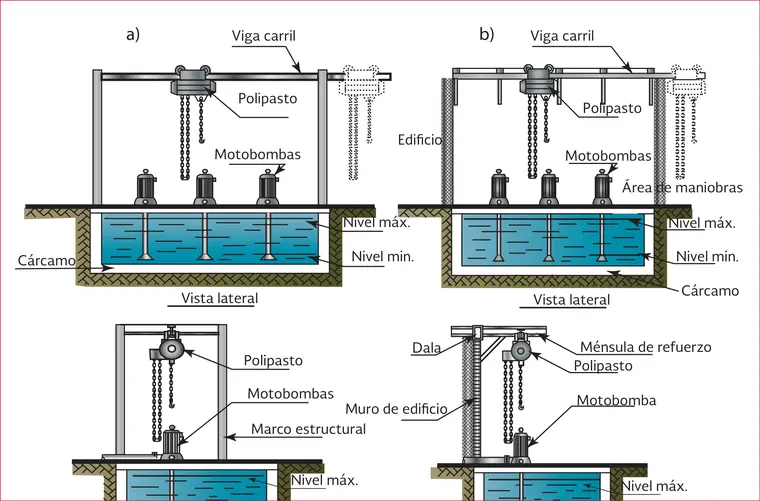 a)
Viga carril
Polipasto
Motobombas
Nivel máx.
Nivel min.
Cárcamo
Vista lateral
b)
Viga carril
Polipasto
Edificio
Motobombas
Área de maniobras
Nivel máx.
Nivel min.
Cárcamo
Vista lateral
Polipasto
Motobombas
Marco estructural
Nivel máx.
Dala
Ménsula de refuerzo
Polipasto
Muro de edificio
Motobomba
Nivel máx.